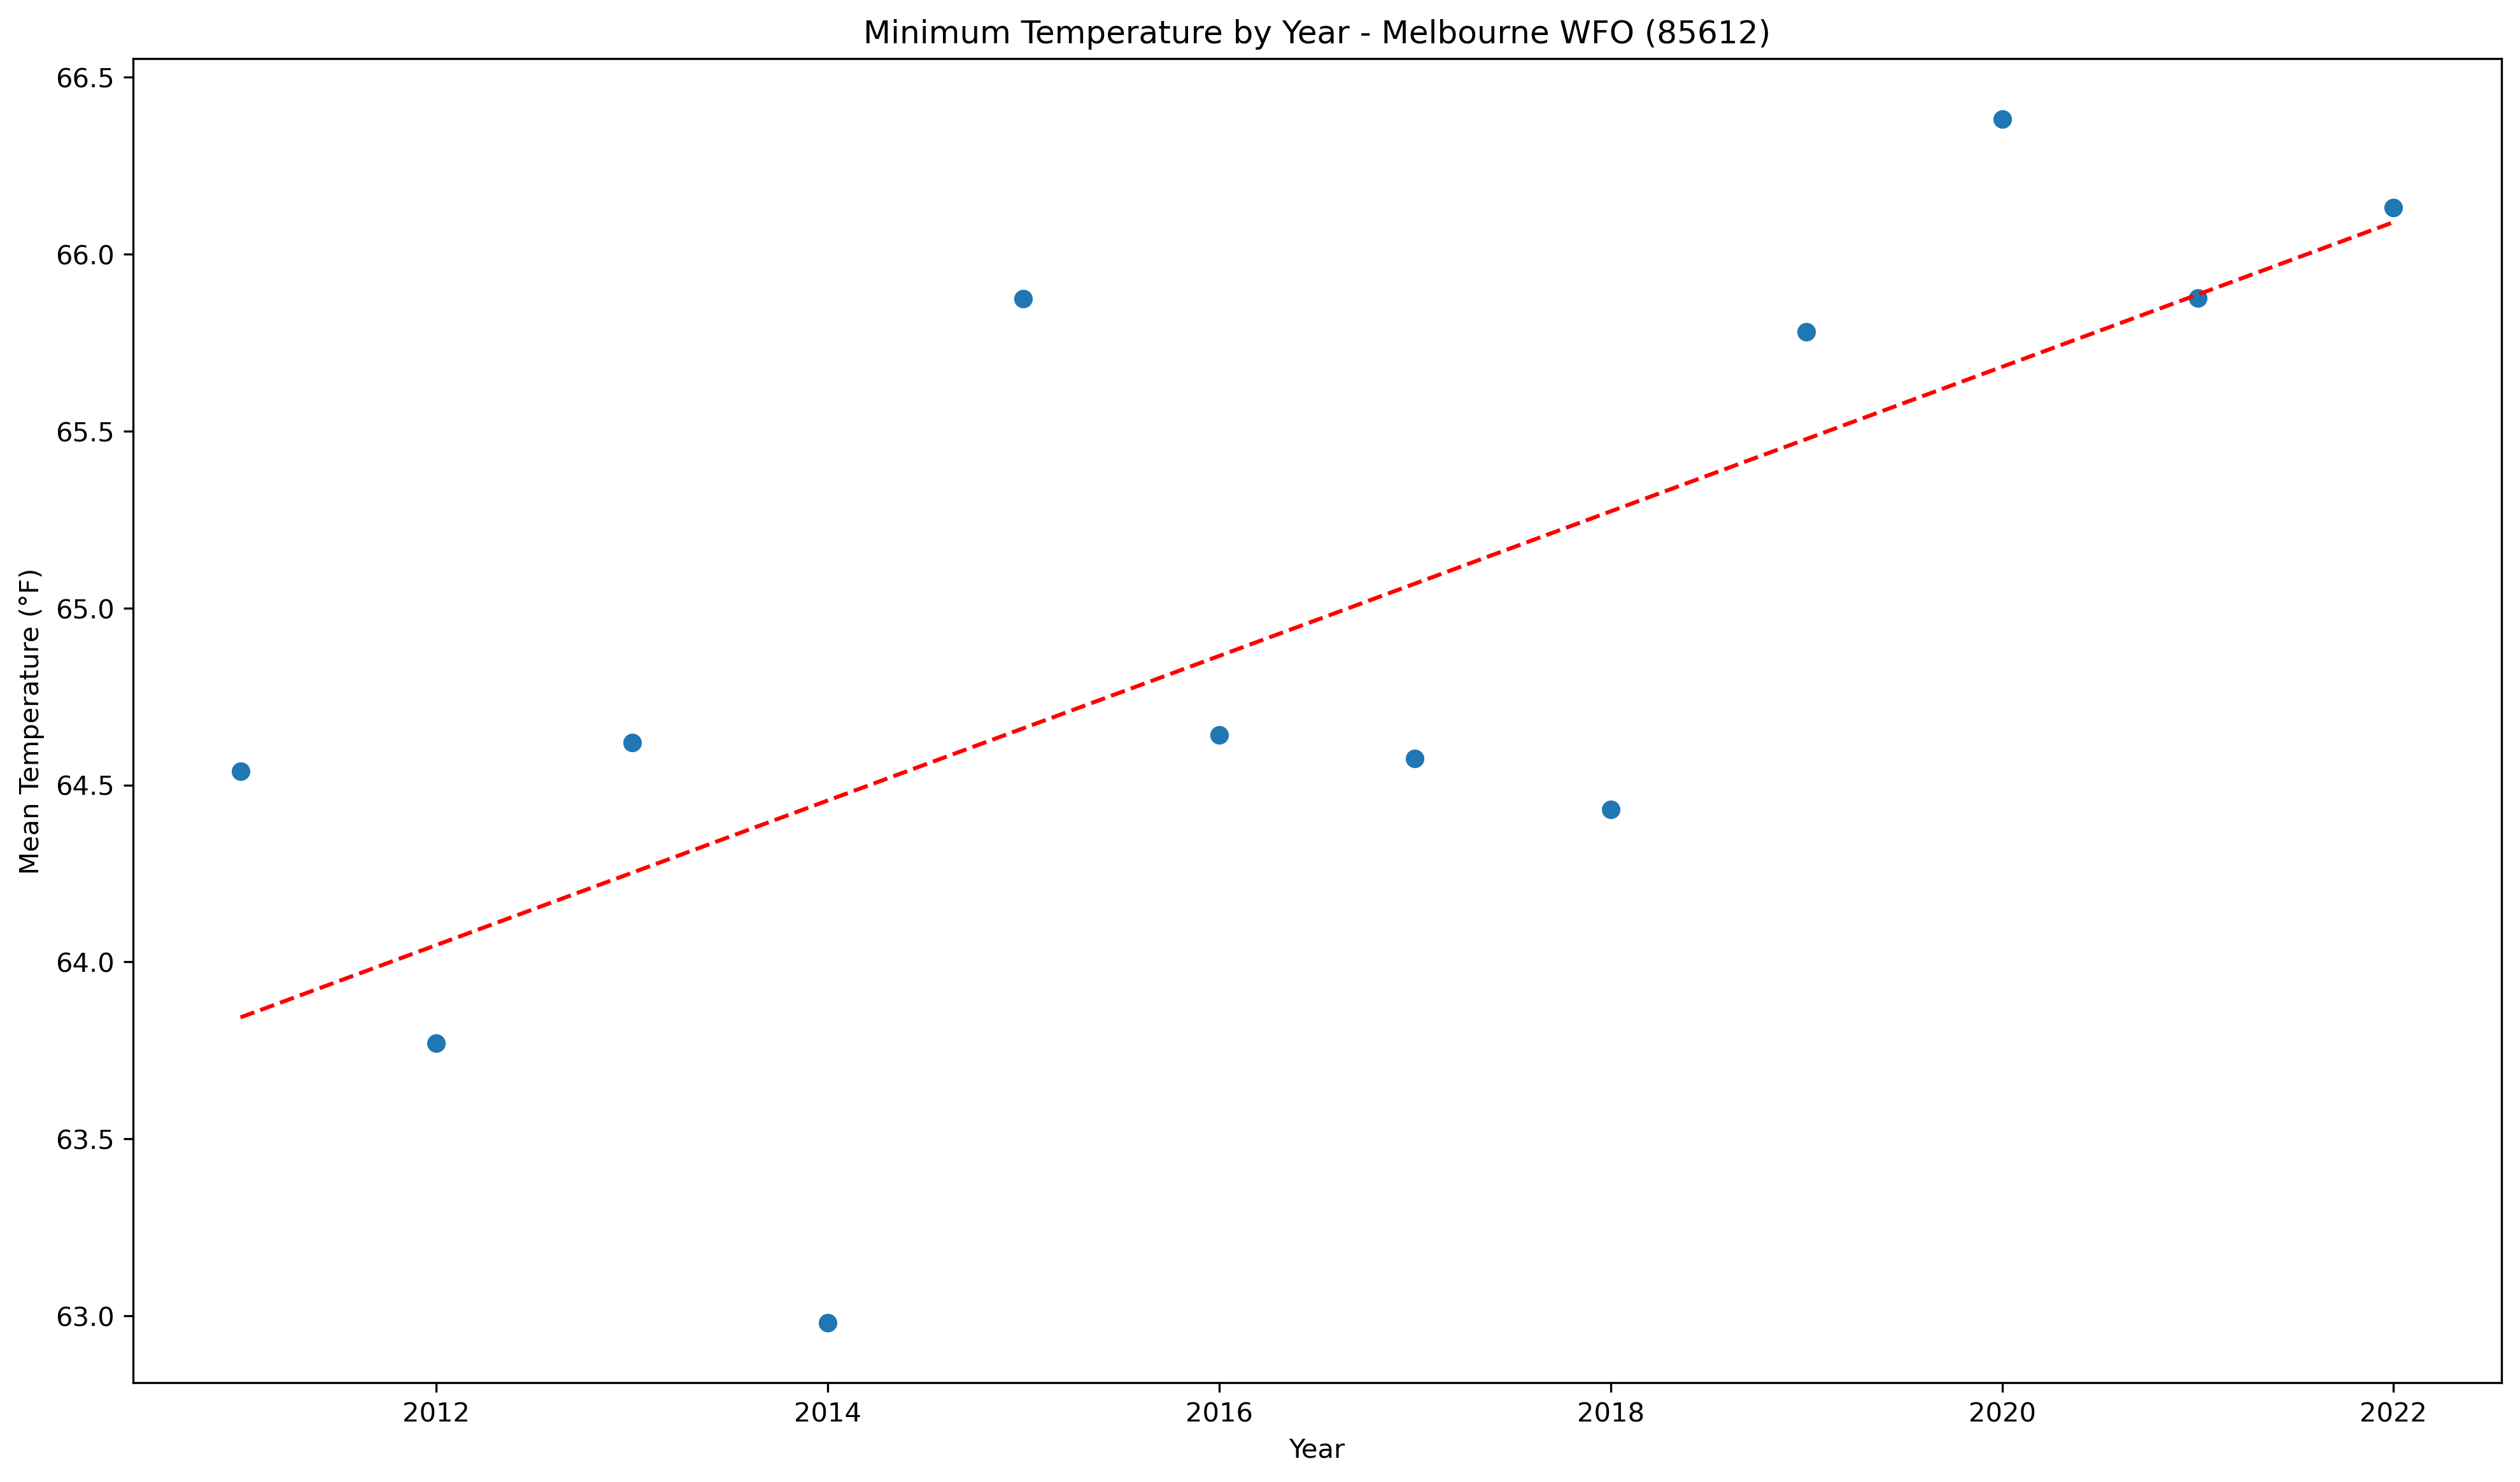 Minimum Temperature by Year - Melbourne WFO (85612)
66.5
66.0
65.5
65.0
64.5
64.0
63.5
63.0
Mean Temperature (°F)
2012 2014 2016 2018 2020 2022
Year